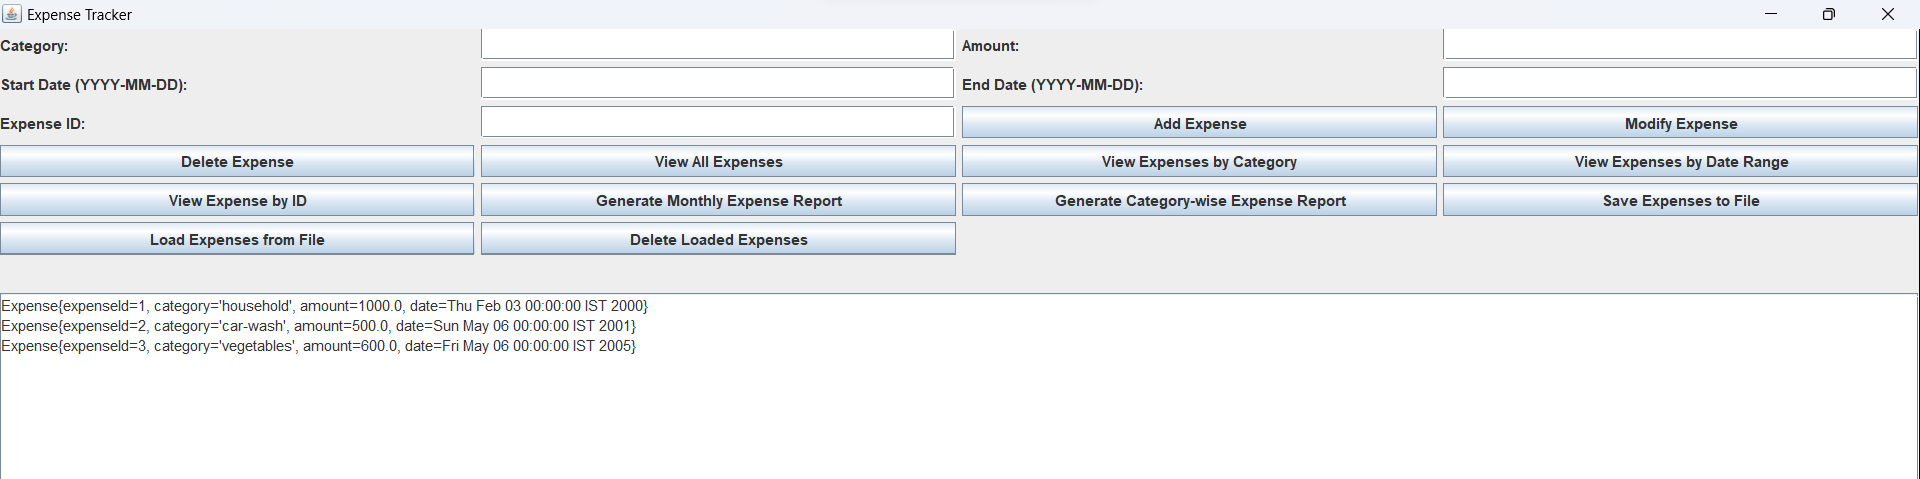 Expense Tracker
Category: Amount:
Start Date (YYYY-MM-DD): End Date (YYYY-MM-DD):
Expense ID: Add Expense Modify Expense
Delete Expense View All Expenses View Expenses by Category View Expenses by Date Range
View Expense by ID Generate Monthly Expense Report Generate Category-wise Expense Report Save Expenses to File
Load Expenses from File Delete Loaded Expenses
Expense{expenseId=1, category='household', amount=1000.0, date=Thu Feb 03 00:00:00 IST 2000}
Expense{expenseId=2, category='car-wash', amount=500.0, date=Sun May 06 00:00:00 IST 2001}
Expense{expenseId=3, category='vegetables', amount=600.0, date=Fri May 06 00:00:00 IST 2005}